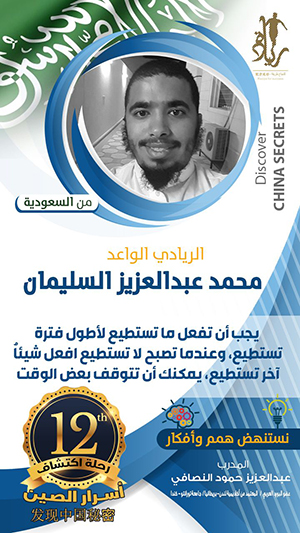 ريادة
Discover
CHINA SECRETS
من السعودية
الريادي الواعد
محمد عبدالعزيز السليمان
يجب أن تفعل ما تستطيع لأطول فترة
تستطيع، وعندما تصبح لا تستطيع افعل شيئاً
آخر تستطيع، يمكنك أن تتوقف بعض الوقت
12th
رحلة اكتشاف
أسرار الصين
发现中国秘密
نستنهض همم وأفكار
المدرب
عبدالعزيز حمود النصافي